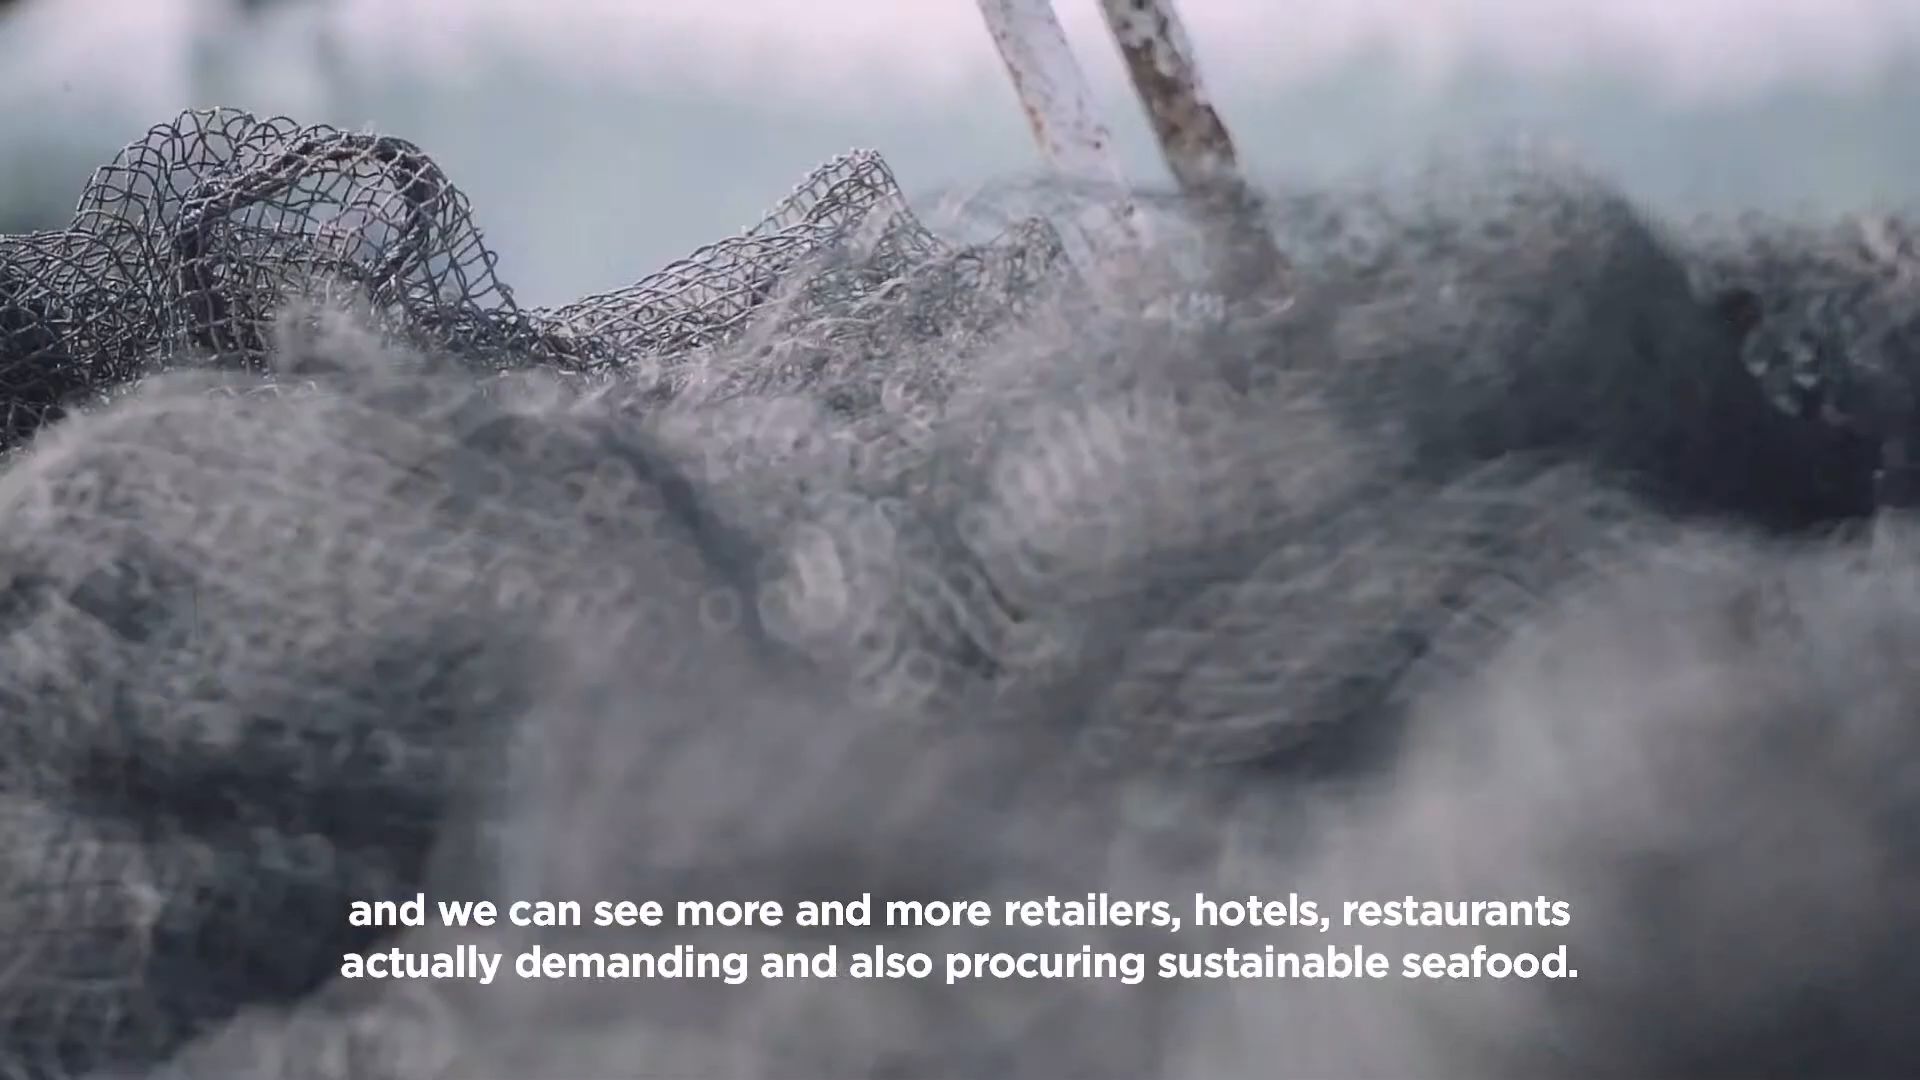 and we can see more and more retailers, hotels, restaurants
actually demanding and also procuring sustainable seafood.